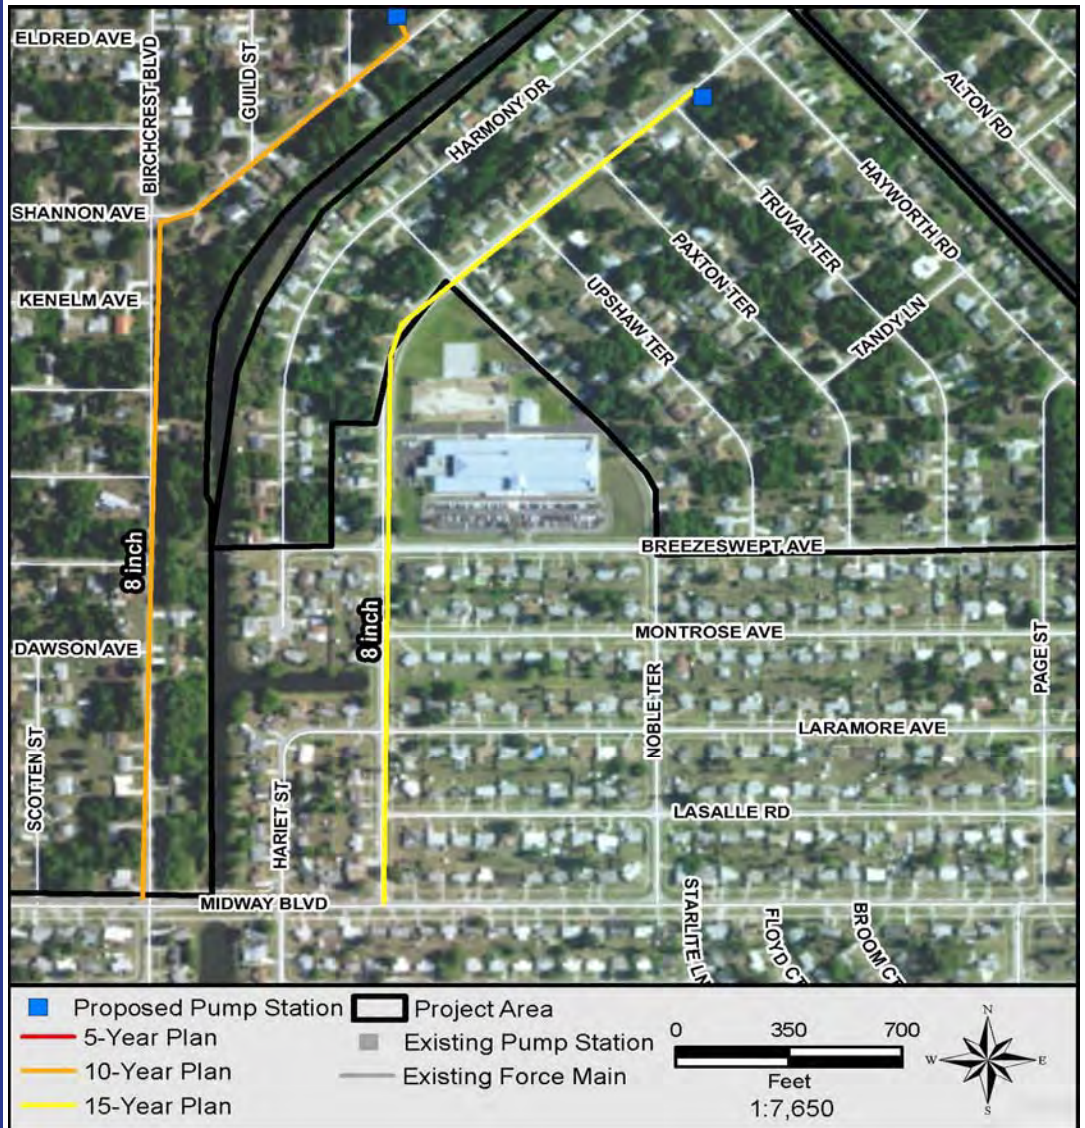 ELDRED AVE
BIRCHCREST BLVD
GUILD ST
HARMONY DR
ALTON RD
HAYWORTH RD
TRUVAL TER
SHANNON AVE
PAXTON TER
KENELM AVE
UPSHAW TER
TANDY LN
8 inch
BREEZESWEPT AVE
8 inch
MONTROSE AVE
DAWSON AVE
PAGE ST
NOBLE TER
LARAMORE AVE
SCOTTEN ST
HARIET ST
LASALLE RD
MIDWAY BLVD
STARLITE LN
FLOYD CT
BROOM CT
Proposed Pump Station
5-Year Plan
10-Year Plan
15-Year Plan
Project Area
Existing Pump Station
Existing Force Main
0 350 700
Feet
1:7,650
N
W E
S